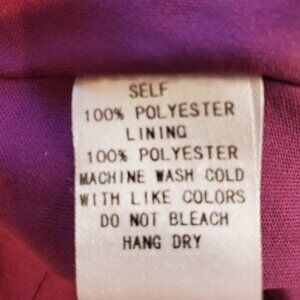 SELF
100% POLYESTER
LINING
100% POLYESTER
MACHINE WASH COLD
WITH LIKE COLORS
DO NOT BLEACH
HANG DRY